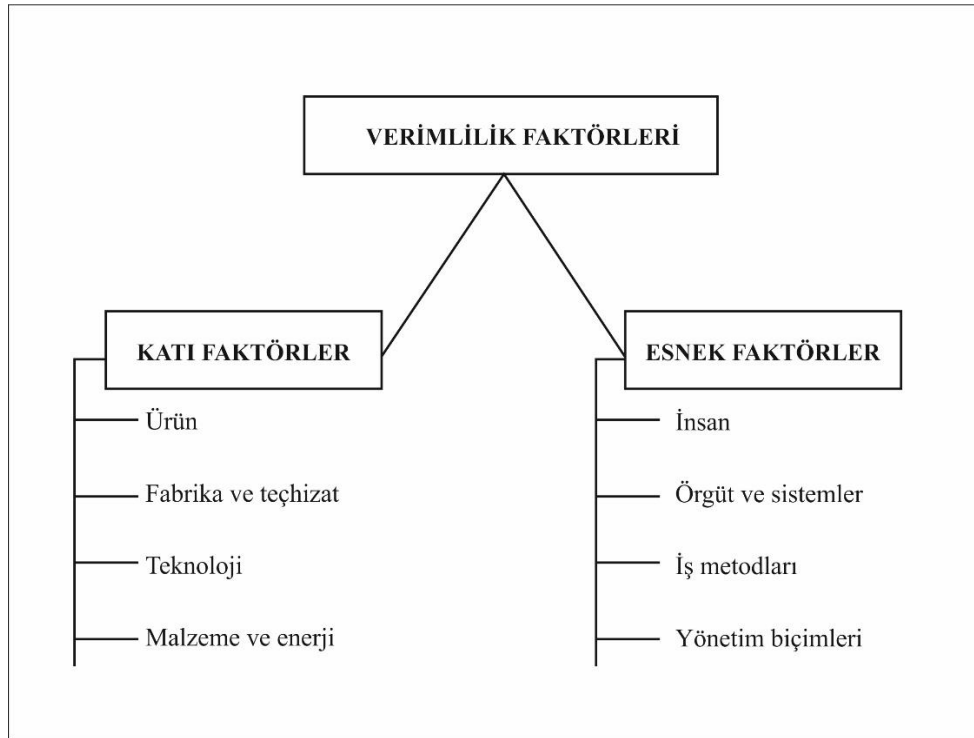 VERİMLİLİK FAKTÖRLERİ
KATI FAKTÖRLER
Ürün
Fabrika ve teçhizat
Teknoloji
Malzeme ve enerji
ESNEK FAKTÖRLER
İnsan
Örgüt ve sistemler
İş metodları
Yönetim biçimleri